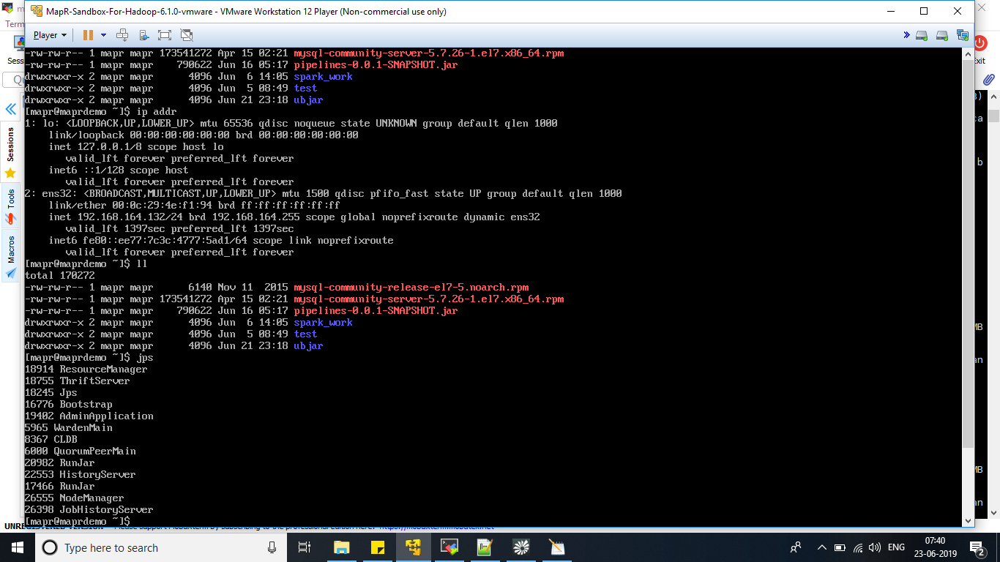 MapR-Sandbox-For-Hadoop-6.1.0-vmware - VMware Workstation 12 Player (Non-commercial use only)
Term
Player
Sess
Exit
-rw-rw-r-- 1 mapr mapr 173541272 Apr 15 02:21 mysql-community-server-5.7.26-1.el7.x86_64.rpm
-rw-rw-r-- 1 mapr mapr    790622 Jun 16 05:17 pipelines-0.0.1-SNAPSHOT.jar
drwxrwxr-x 2 mapr mapr      4096 Jun  6 14:05 spark_work
drwxrwxr-x 2 mapr mapr      4096 Jun  5 08:49 test
drwxrwxr-x 2 mapr mapr      4096 Jun 21 23:18 ubjar
[mapr@maprdemo ~]$ ip addr
1: lo: <LOOPBACK,UP,LOWER_UP> mtu 65536 qdisc noqueue state UNKNOWN group default qlen 1000
    link/loopback 00:00:00:00:00:00 brd 00:00:00:00:00:00
    inet 127.0.0.1/8 scope host lo
       valid_lft forever preferred_lft forever
    inet6 ::1/128 scope host
       valid_lft forever preferred_lft forever
2: ens32: <BROADCAST,MULTICAST,UP,LOWER_UP> mtu 1500 qdisc pfifo_fast state UP group default qlen 1000
    link/ether 00:0c:29:4e:f1:94 brd ff:ff:ff:ff:ff:ff
    inet 192.168.164.132/24 brd 192.168.164.255 scope global noprefixroute dynamic ens32
       valid_lft 1397sec preferred_lft 1397sec
    inet6 fe80::ee77:7c3c:4777:5ad1/64 scope link noprefixroute
       valid_lft forever preferred_lft forever
[mapr@maprdemo ~]$ ll
total 170272
-rw-rw-r-- 1 mapr mapr      6140 Nov 11  2015 mysql-community-release-el7-5.noarch.rpm
-rw-rw-r-- 1 mapr mapr 173541272 Apr 15 02:21 mysql-community-server-5.7.26-1.el7.x86_64.rpm
-rw-rw-r-- 1 mapr mapr    790622 Jun 16 05:17 pipelines-0.0.1-SNAPSHOT.jar
drwxrwxr-x 2 mapr mapr      4096 Jun  6 14:05 spark_work
drwxrwxr-x 2 mapr mapr      4096 Jun  5 08:49 test
drwxrwxr-x 2 mapr mapr      4096 Jun 21 23:18 ubjar
[mapr@maprdemo ~]$ jps
18914 ResourceManager
18755 ThriftServer
18245 Jps
16776 Bootstrap
19402 AdminApplication
5965 WardenMain
8367 CLDB
6000 QuorumPeerMain
20982 RunJar
22553 HistoryServer
17466 RunJar
26555 NodeManager
26398 JobHistoryServer
[mapr@maprdemo ~]$
Sessions
Tools
Macros
MB
an
MB
an
Type here to search
ENG
07:40
23-06-2019
2